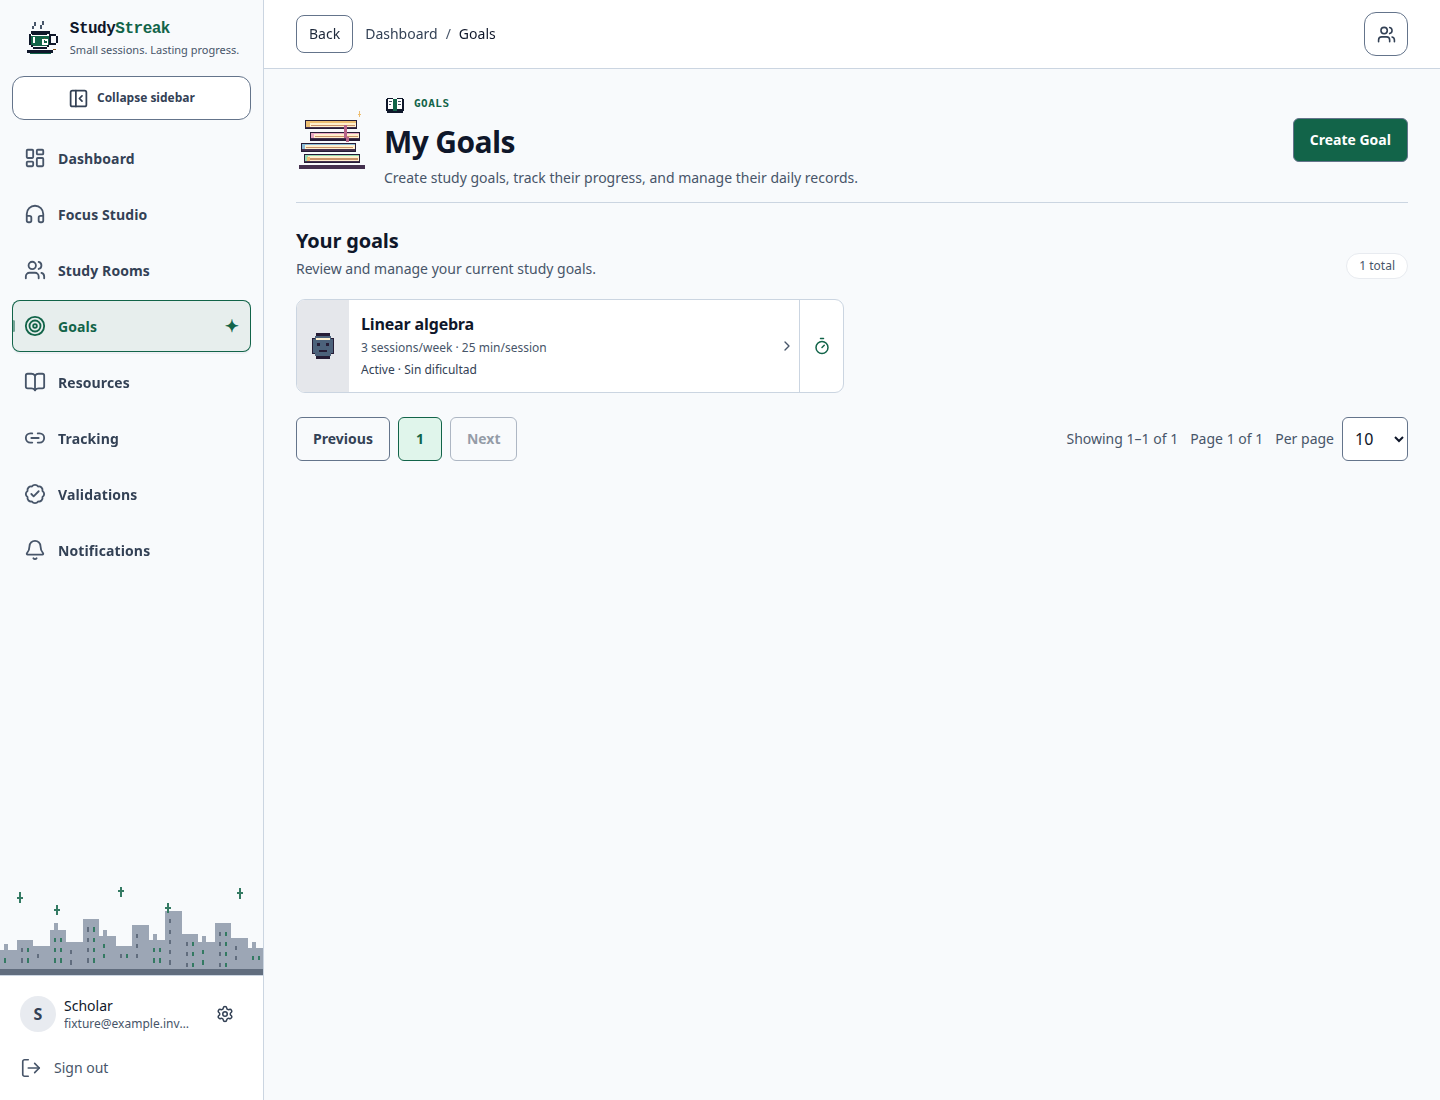 StudyStreak
Small sessions. Lasting progress.
Collapse sidebar
Dashboard
Focus Studio
Study Rooms
Goals
Resources
Tracking
Validations
Notifications
S
Scholar
fixture@example.inv...
Sign out
Back
Dashboard / Goals
GOALS
My Goals
Create study goals, track their progress, and manage their daily records.
Create Goal
Your goals
Review and manage your current study goals.
1 total
Linear algebra
3 sessions/week · 25 min/session
Active · Sin dificultad
Previous
1
Next
Showing 1–1 of 1
Page 1 of 1
Per page
10